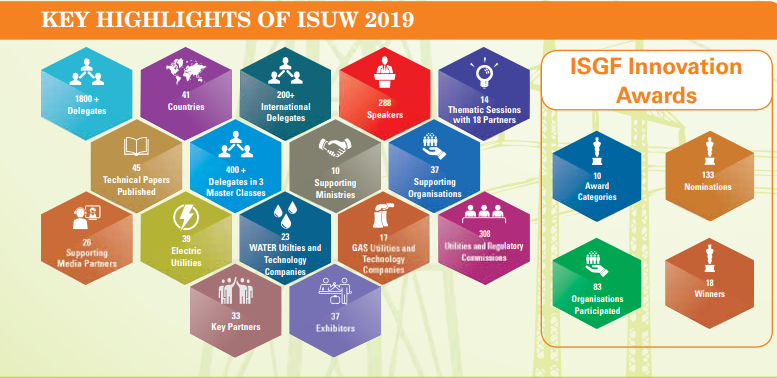 KEY HIGHLIGHTS OF ISUW 2019
1800 +
Delegates
41
Countries
200+
International
Delegates
288
Speakers
14
Thematic Sessions
with 18 Partners
45
Technical Papers
Published
400 +
Delegates in 3
Master Classes
10
Supporting
Ministries
37
Supporting
Organisations
26
Supporting
Media Partners
39
Electric
Utilities
23
WATER Utilties and
Technology
Companies
17
GAS Utilities and
Technology
Companies
308
Utilities and Regulatory
Commissions
33
Key Partners
37
Exhibitors
ISGF Innovation
Awards
10
Award
Categories
133
Nominations
83
Organisations
Participated
18
Winners